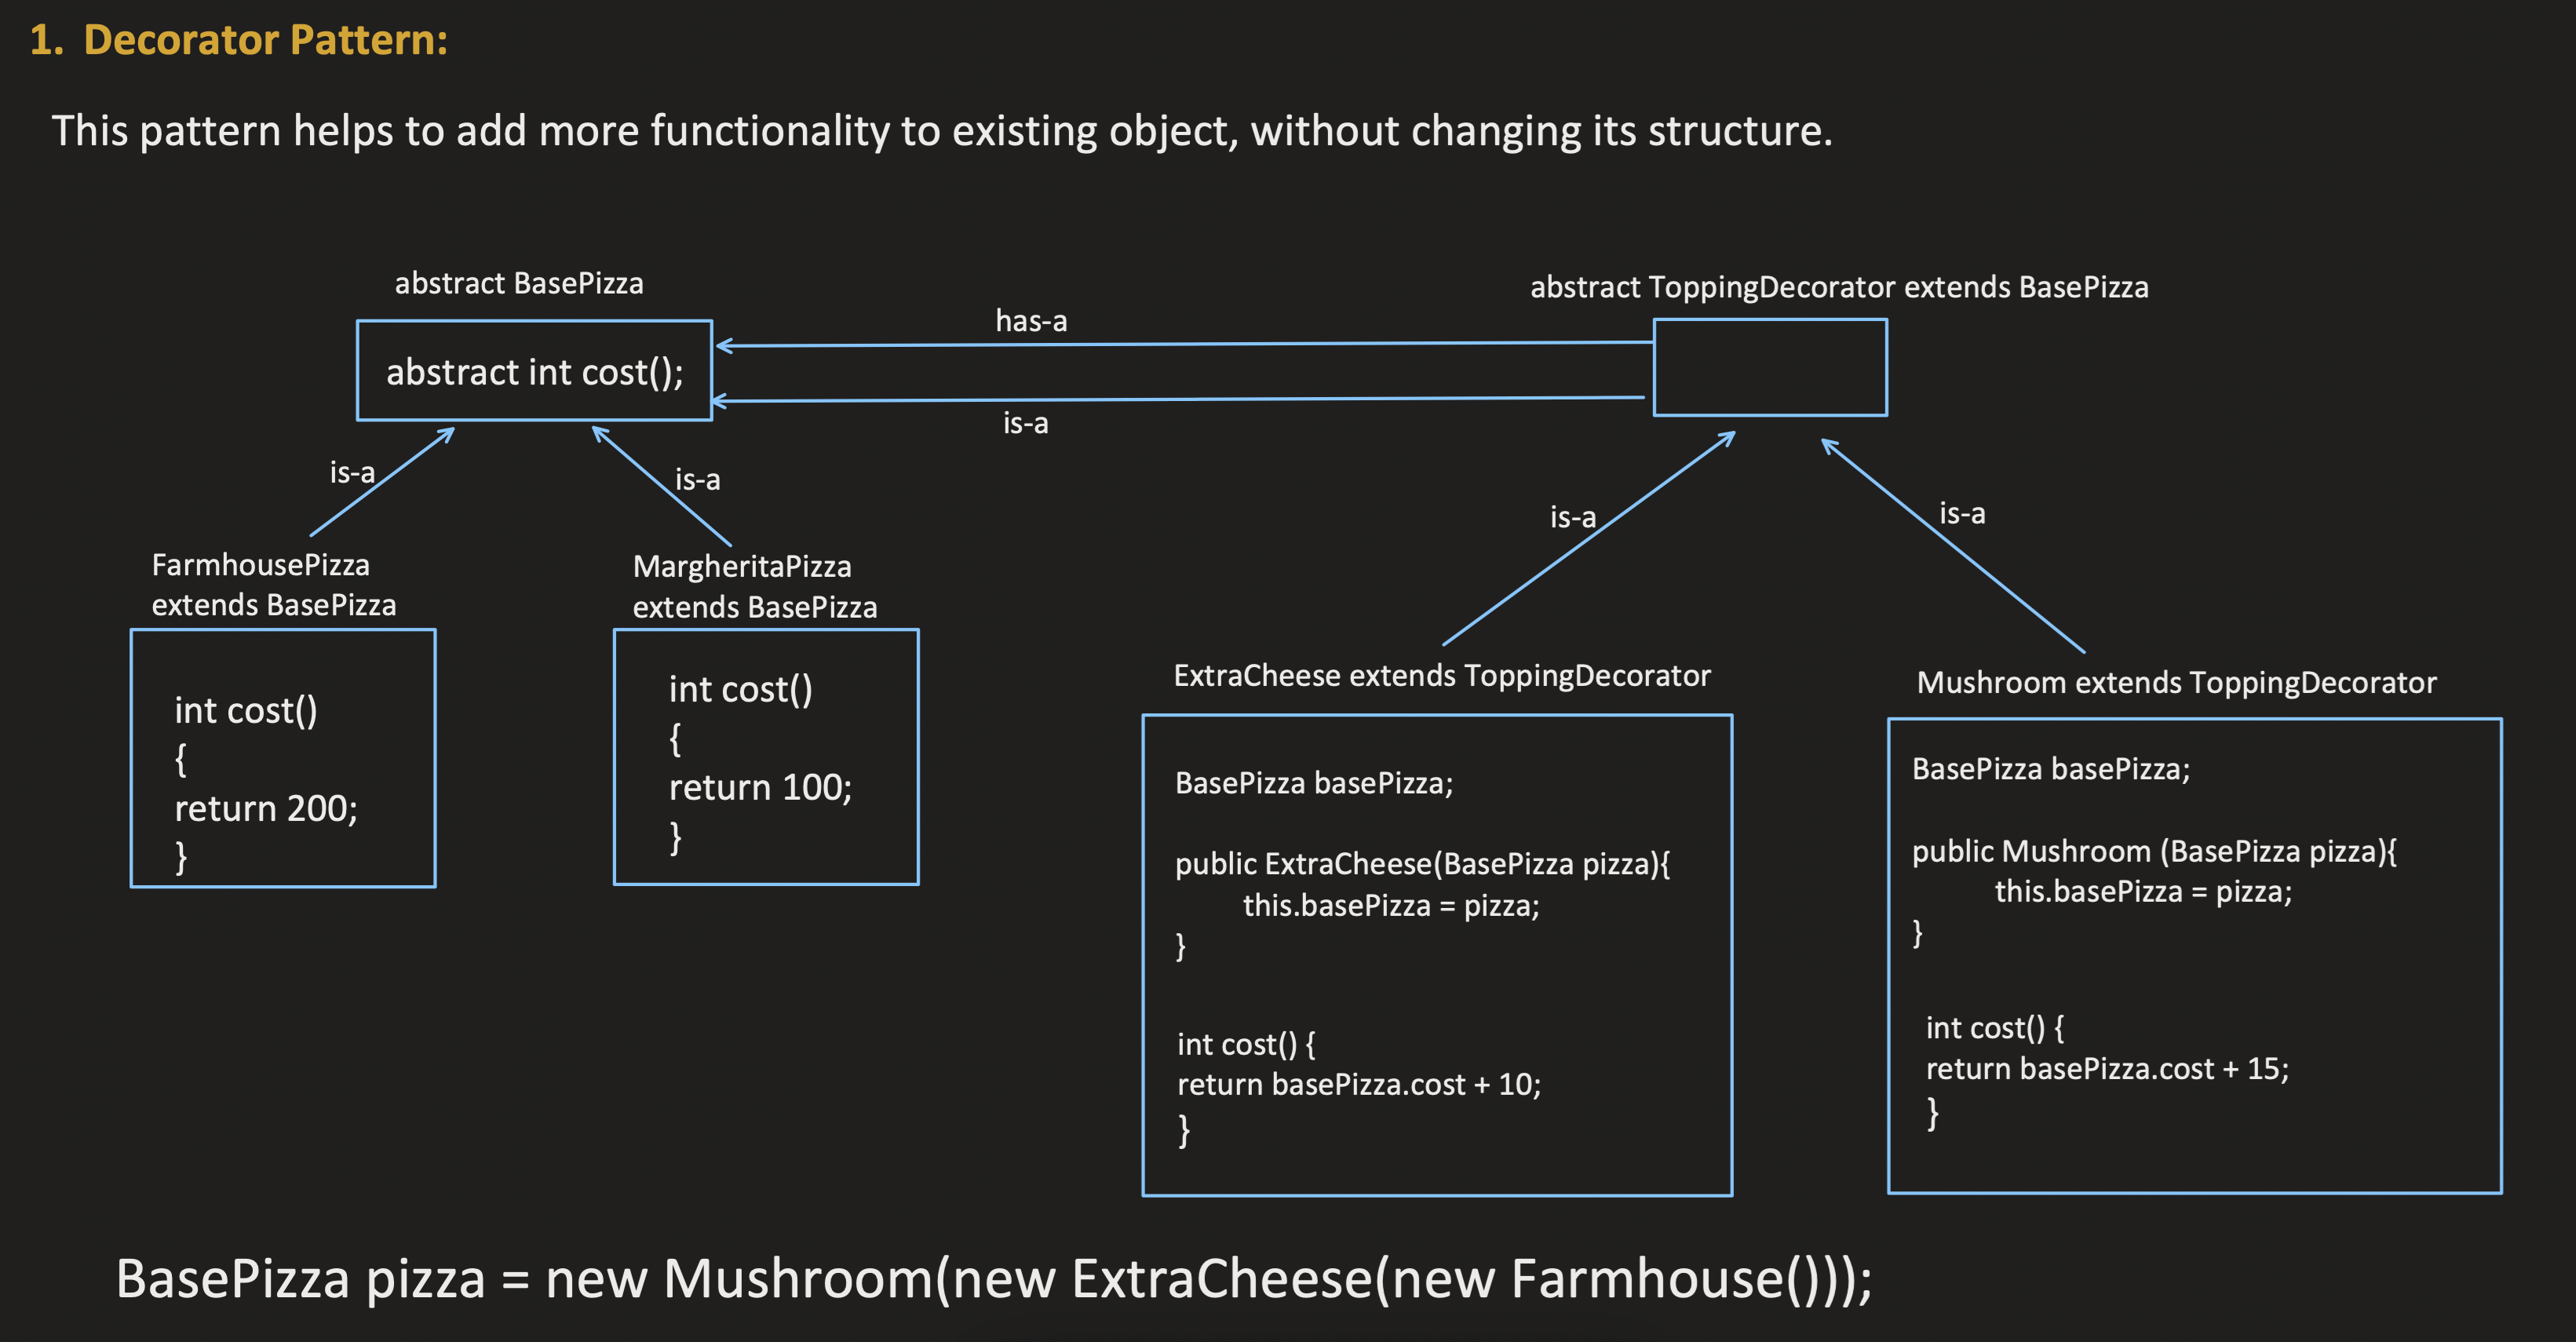 1. Decorator Pattern:
This pattern helps to add more functionality to existing object, without changing its structure.
abstract BasePizza
abstract int cost();
has-a
is-a
abstract ToppingDecorator extends BasePizza
is-a
is-a
FarmhousePizza
extends BasePizza
int cost()
{
return 200;
}
MargheritaPizza
extends BasePizza
int cost()
{
return 100;
}
is-a
is-a
ExtraCheese extends ToppingDecorator
BasePizza basePizza;
public ExtraCheese(BasePizza pizza){
this.basePizza = pizza;
}
int cost() {
return basePizza.cost + 10;
}
Mushroom extends ToppingDecorator
BasePizza basePizza;
public Mushroom (BasePizza pizza){
this.basePizza = pizza;
}
int cost() {
return basePizza.cost + 15;
}
BasePizza pizza = new Mushroom(new ExtraCheese(new Farmhouse()));